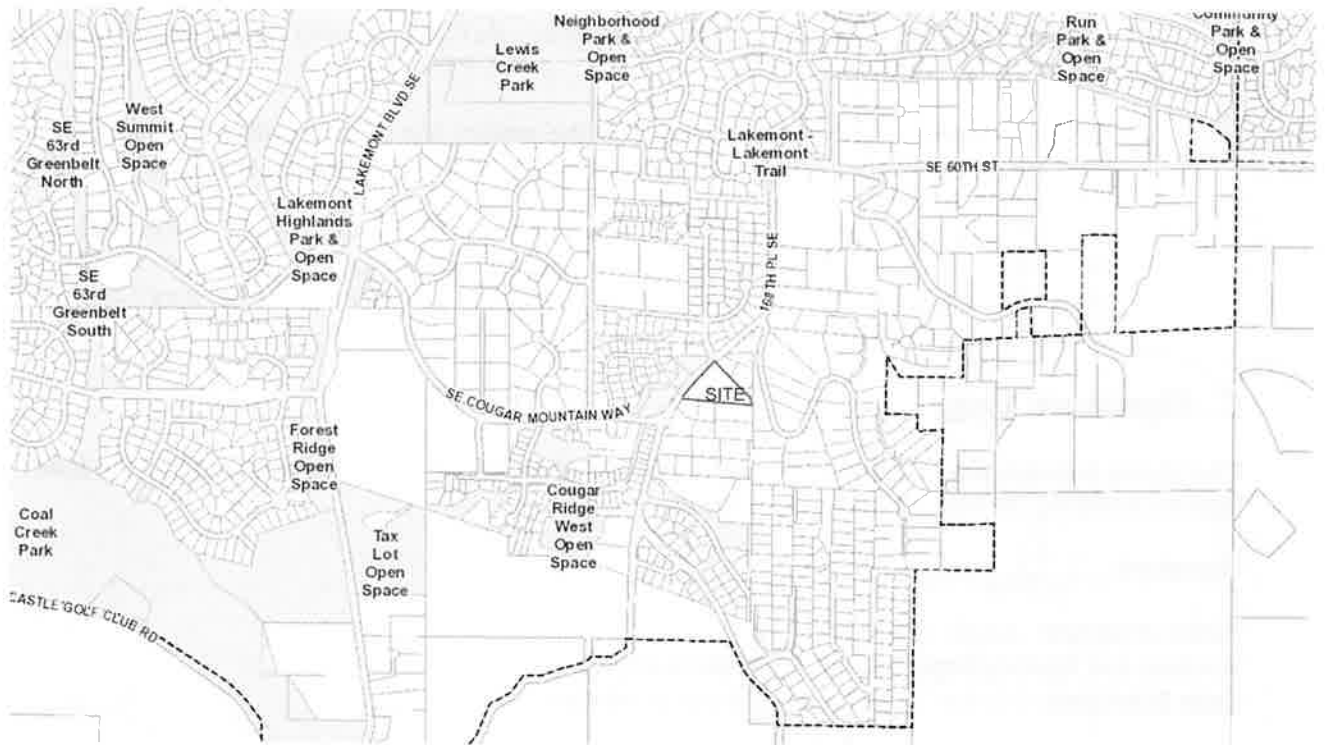 Neighborhood
Park &
Open
Space
Run
Park &
Open
Space
Community
Park &
Open
Space
Lewis
Creek
Park
LAKEMONT BLVD SE
West
Summit
Open
Space
SE
63rd
Greenbelt
North
Lakemont -
Lakemont
Trail
SE 60TH ST
Lakemont
Highlands
Park &
Open
Space
168TH PL SE
SE
63rd
Greenbelt
South
SITE
SE COUGAR MOUNTAIN WAY
Forest
Ridge
Open
Space
Cougar
Ridge
West
Open
Space
Coal
Creek
Park
Tax
Lot
Open
Space
CASTLE GOLF CLUB RD